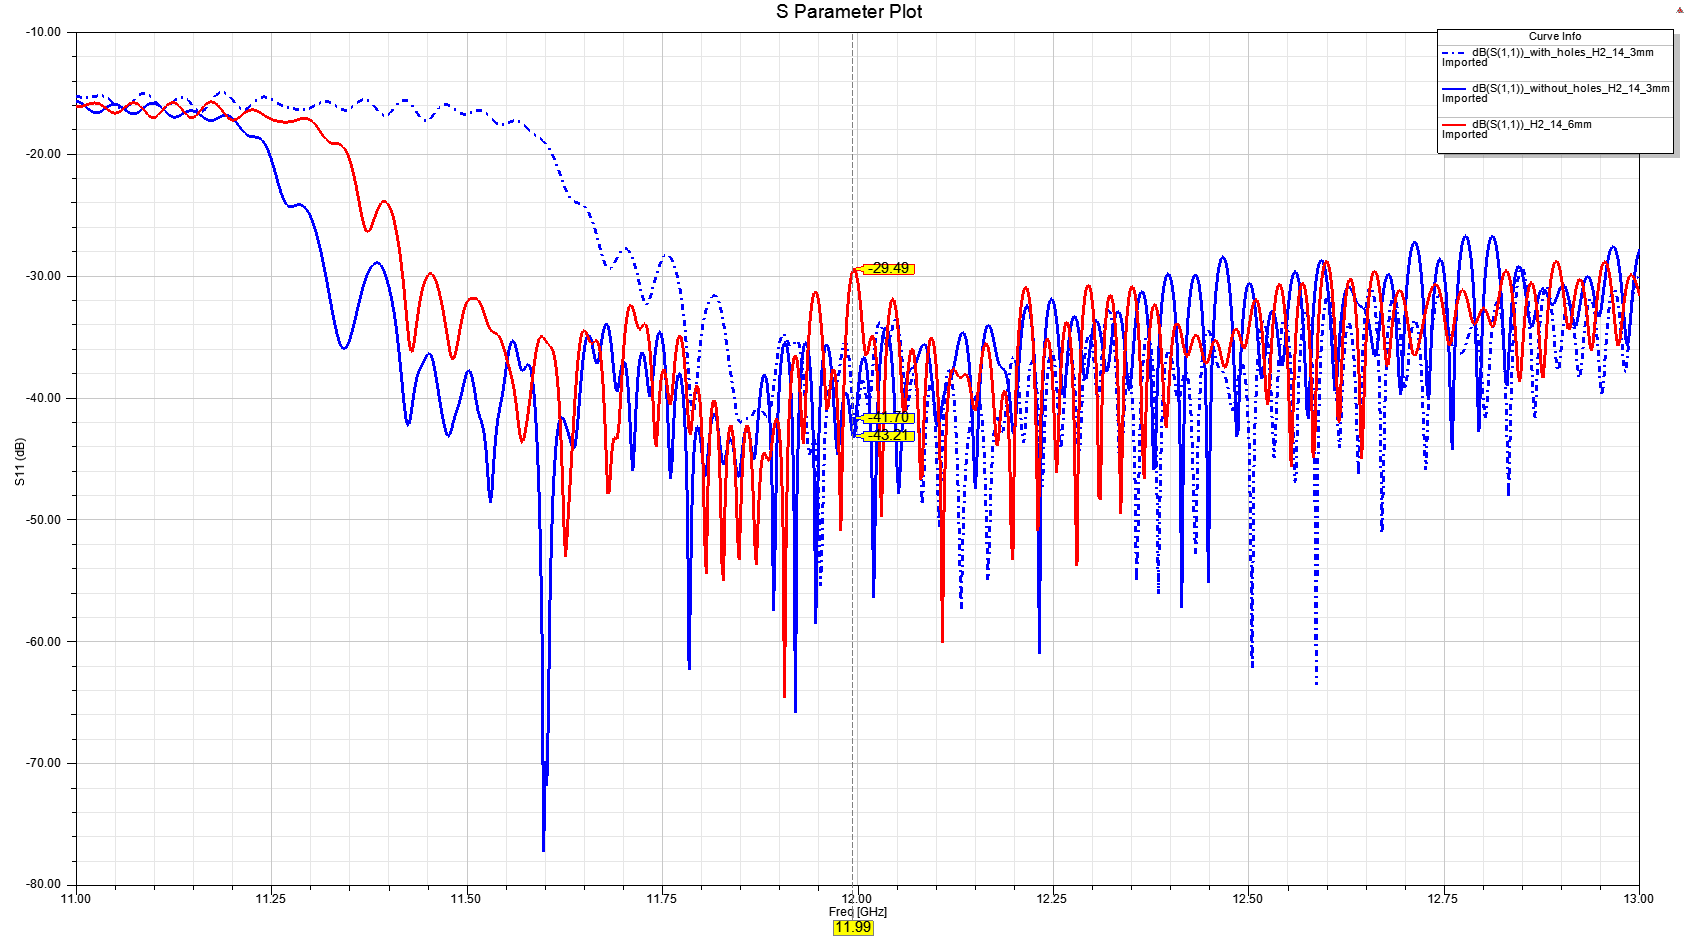 S Parameter Plot
-10.00
Curve Info
dB(S(1,1))_with_holes_H2_14_3mm
Imported
dB(S(1,1))_without_holes_H2_14_3mm
Imported
dB(S(1,1))_H2_14_6mm
Imported
-20.00
-30.00
-29.49
-40.00
-41.70
-43.21
S11 (dB)
-50.00
-60.00
-70.00
-80.00
11.00 11.25 11.50 11.75 12.00 12.25 12.50 12.75 13.00
Freq [GHz]
11.99